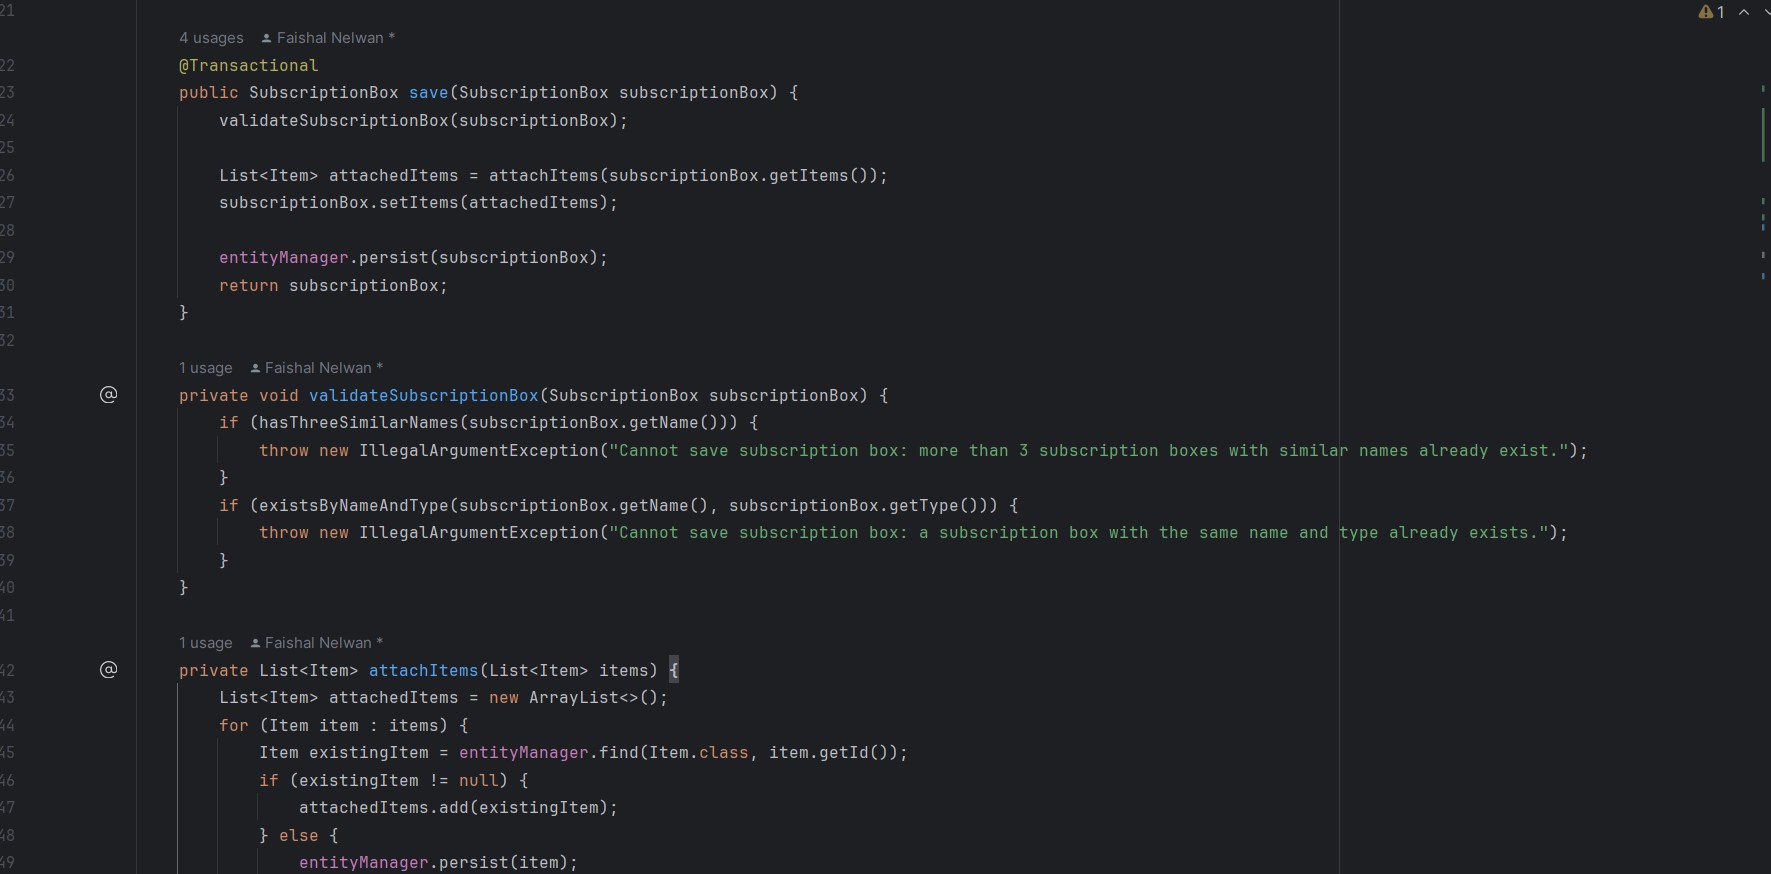 21
1
4 usages Faishal Nelwan *
22 @Transactional
23 public SubscriptionBox save(SubscriptionBox subscriptionBox) {
24 validateSubscriptionBox(subscriptionBox);
25
26 List<Item> attachedItems = attachItems(subscriptionBox.getItems());
27 subscriptionBox.setItems(attachedItems);
28
29 entityManager.persist(subscriptionBox);
30 return subscriptionBox;
31 }
32
1 usage Faishal Nelwan *
33 @ private void validateSubscriptionBox(SubscriptionBox subscriptionBox) {
34 if (hasThreeSimilarNames(subscriptionBox.getName())) {
35 throw new IllegalArgumentException("Cannot save subscription box: more than 3 subscription boxes with similar names already exist.");
36 }
37 if (existsByNameAndType(subscriptionBox.getName(), subscriptionBox.getType())) {
38 throw new IllegalArgumentException("Cannot save subscription box: a subscription box with the same name and type already exists.");
39 }
40 }
41
1 usage Faishal Nelwan *
42 @ private List<Item> attachItems(List<Item> items) {
43 List<Item> attachedItems = new ArrayList<>();
44 for (Item item : items) {
45 Item existingItem = entityManager.find(Item.class, item.getId());
46 if (existingItem != null) {
47 attachedItems.add(existingItem);
48 } else {
49 entityManager.persist(item);